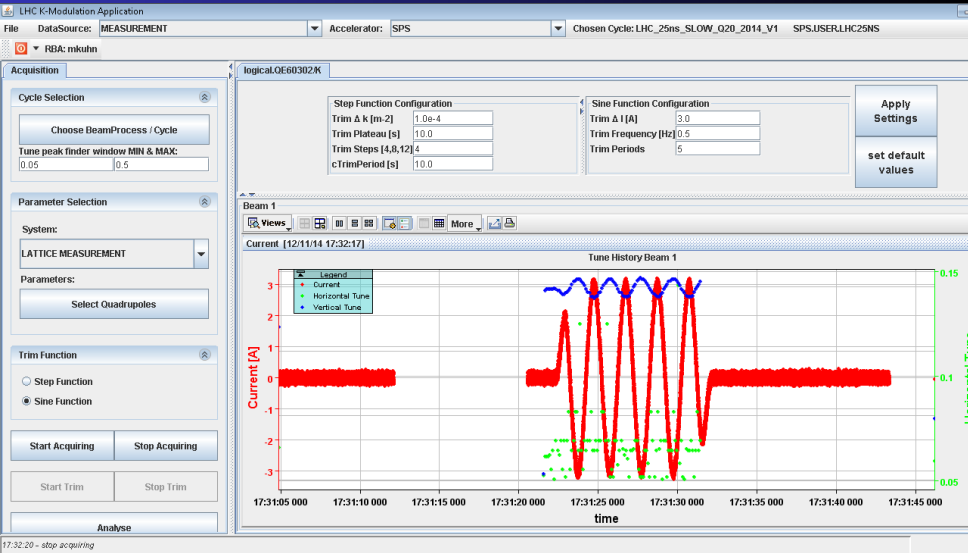 LHC K-Modulation Application
File DataSource: MEASUREMENT Accelerator: SPS Chosen Cycle: LHC_25ns_SLOW_Q20_2014_V1 SPS.USER.LHC25NS
RBA: mkuhn
Acquisition
Cycle Selection
Choose BeamProcess / Cycle
Tune peak finder window MIN & MAX:
0.05 0.5
Parameter Selection
System:
LATTICE MEASUREMENT
Parameters:
Select Quadrupoles
Trim Function
Step Function
Sine Function
Start Acquiring Stop Acquiring
Start Trim Stop Trim
Analyse
logical.QE60302/K
Step Function Configuration
Trim Δ k [m-2] 1.0e-4
Trim Plateau [s] 10.0
Trim Steps [4,8,12] 4
cTrimPeriod [s] 10.0
Sine Function Configuration
Trim Δ I [A] 3.0
Trim Frequency [Hz] 0.5
Trim Periods 5
Apply
Settings
set default
values
Beam 1
Views More
Current [12/11/14 17:32:17]
Tune History Beam 1
Legend
Current
Horizontal Tune
Vertical Tune
Current [A]
3
2
1
0
-1
-2
-3
0.15
0.1
0.05
17:31:05 000 17:31:10 000 17:31:15 000 17:31:20 000 17:31:25 000 17:31:30 000 17:31:35 000 17:31:40 000 17:31:45 000
time
17:32:20 - stop acquiring